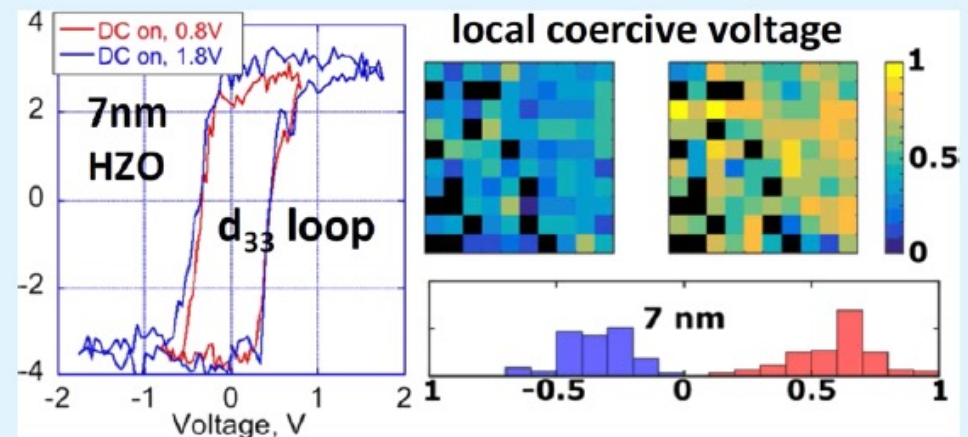 DC on, 0.8V
DC on, 1.8V
7nm
HZO
d33 loop
4
2
0
-2
-4
-2 -1 0 1 2
Voltage, V
local coercive voltage
1
0.5
0
7 nm
1 -0.5 0 0.5 1